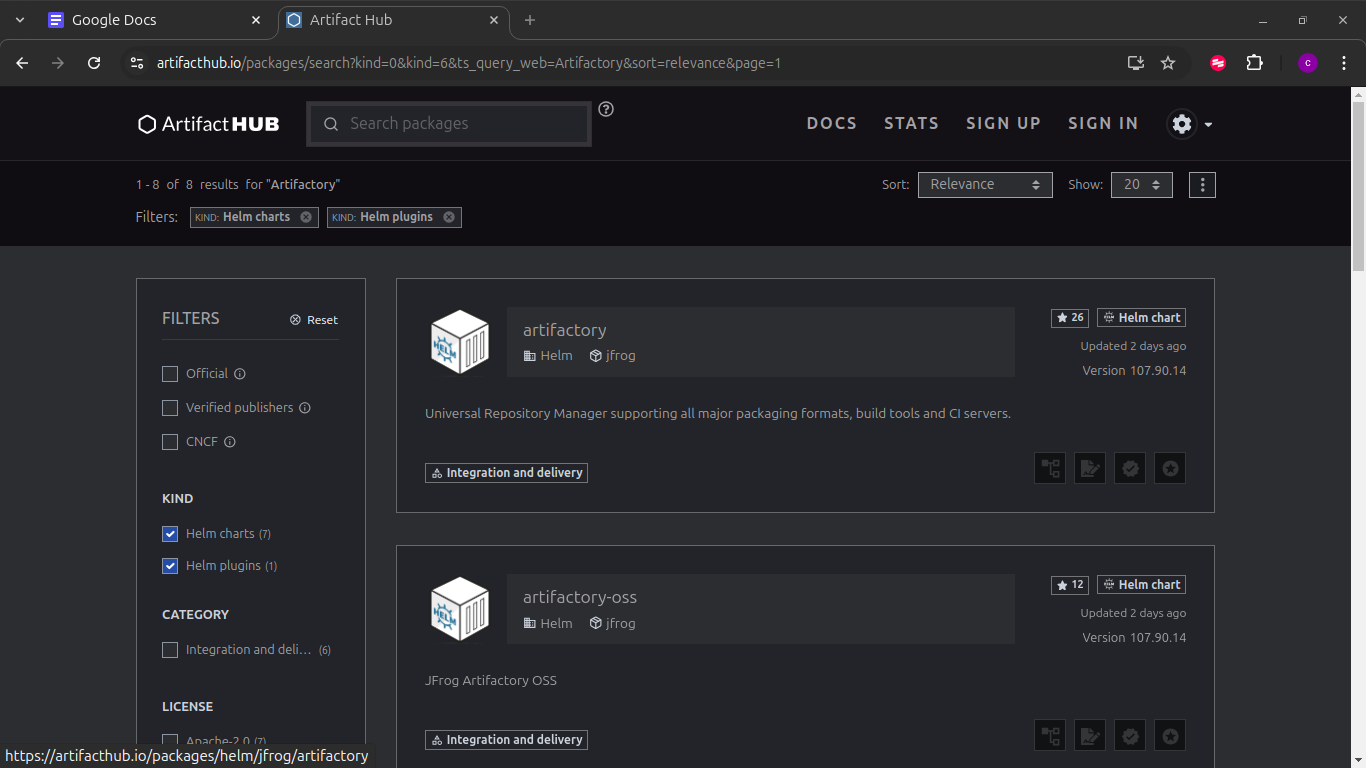 Google Docs
Artifact Hub
artifacthub.io/packages/search?kind=0&kind=6&ts_query_web=Artifactory&sort=relevance&page=1
c
ArtifactHUB
Search packages
?
DOCS
STATS
SIGN UP
SIGN IN
1 - 8 of 8 results for "Artifactory"
Sort:
Relevance
Show:
20
Filters:
KIND: Helm charts
KIND: Helm plugins
FILTERS
Reset
Official
Verified publishers
CNCF
KIND
Helm charts (7)
Helm plugins (1)
CATEGORY
Integration and deli... (6)
LICENSE
Apache-2.0 (7)
HELM
artifactory
Helm
jfrog
26
Helm chart
Updated 2 days ago
Version 107.90.14
Universal Repository Manager supporting all major packaging formats, build tools and CI servers.
Integration and delivery
HELM
artifactory-oss
Helm
jfrog
12
Helm chart
Updated 2 days ago
Version 107.90.14
JFrog Artifactory OSS
Integration and delivery
https://artifacthub.io/packages/helm/jfrog/artifactory